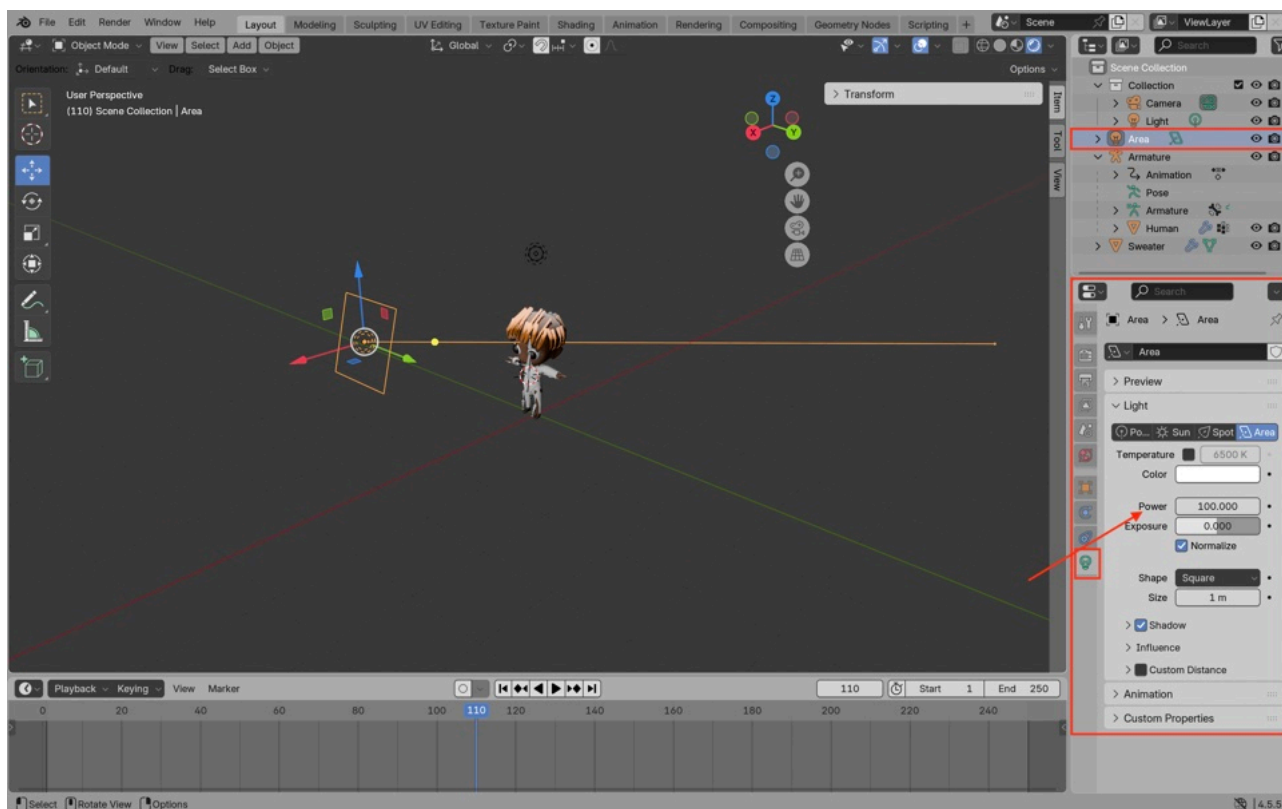 File Edit Render Window Help Layout Modeling Sculpting UV Editing Texture Paint Shading Animation Rendering Compositing Geometry Nodes Scripting + Scene ViewLayer
Object Mode View Select Add Object Global Search
Orientation: Default Drag: Select Box Options
User Perspective
(110) Scene Collection | Area
Transform
Item
Tool
View
Z
X
Y
Scene Collection
Collection
Camera
Light
Area
Armature
Animation
Pose
Armature
Human
Sweater
Search
Area > Area
Area
Preview
Light
Po... Sun Spot Area
Temperature 6500 K
Color
Power 100.000
Exposure 0.000
Normalize
Shape Square
Size 1 m
Shadow
Influence
Custom Distance
Animation
Custom Properties
Playback Keying View Marker 110 Start 1 End 250
0 20 40 60 80 100 110 120 140 160 180 200 220 240
Select Rotate View Options 4.5.5